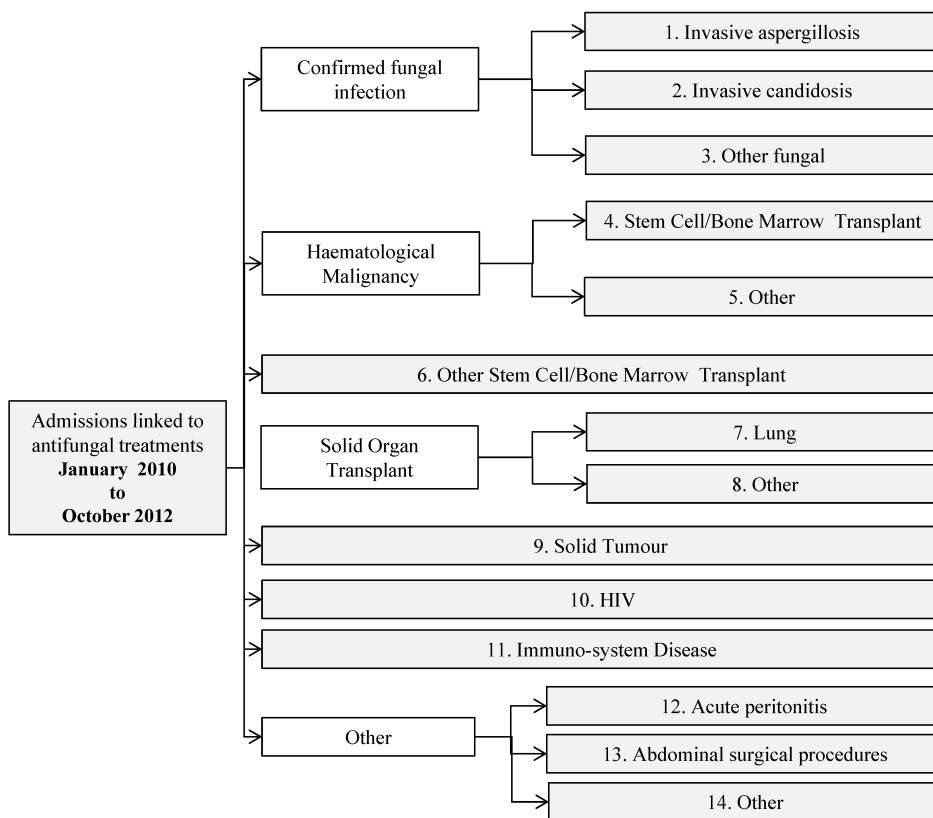 Admissions linked to
antifungal treatments
January 2010
to
October 2012
Confirmed fungal
infection
1. Invasive aspergillosis
2. Invasive candidosis
3. Other fungal
Haematological
Malignancy
4. Stem Cell/Bone Marrow Transplant
5. Other
6. Other Stem Cell/Bone Marrow Transplant
Solid Organ
Transplant
7. Lung
8. Other
9. Solid Tumour
10. HIV
11. Immuno-system Disease
Other
12. Acute peritonitis
13. Abdominal surgical procedures
14. Other